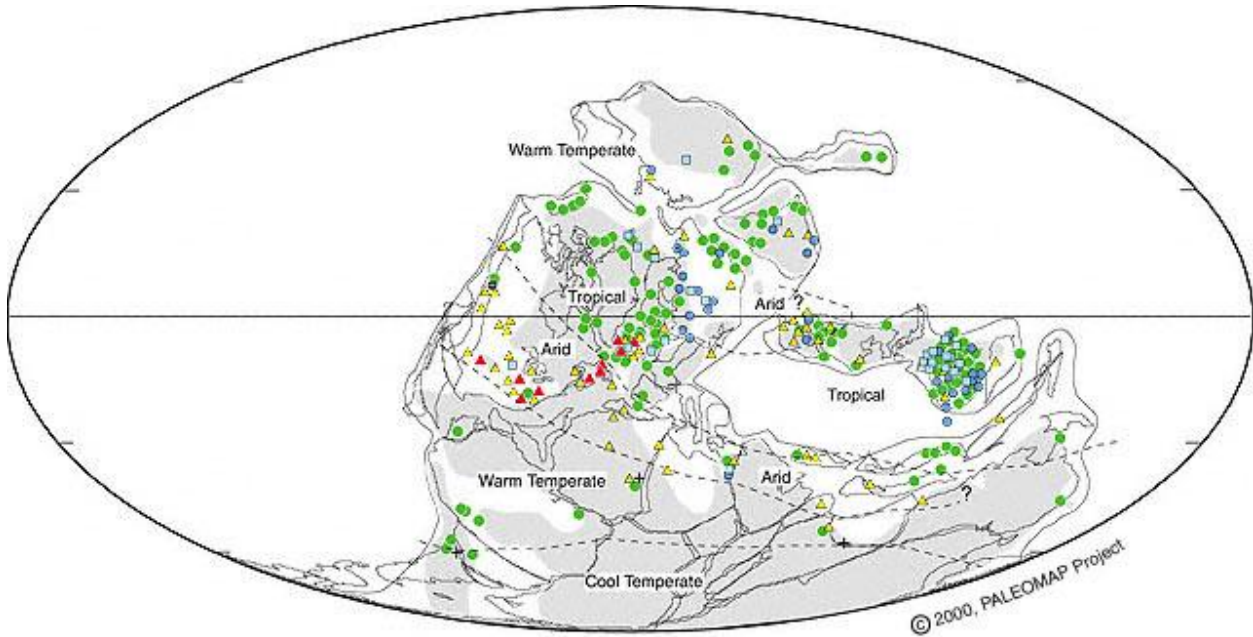 Warm Temperate
Tropical
Arid ?
Arid
Tropical
Warm Temperate
Arid
?
Cool Temperate
© 2000, PALEOMAP Project